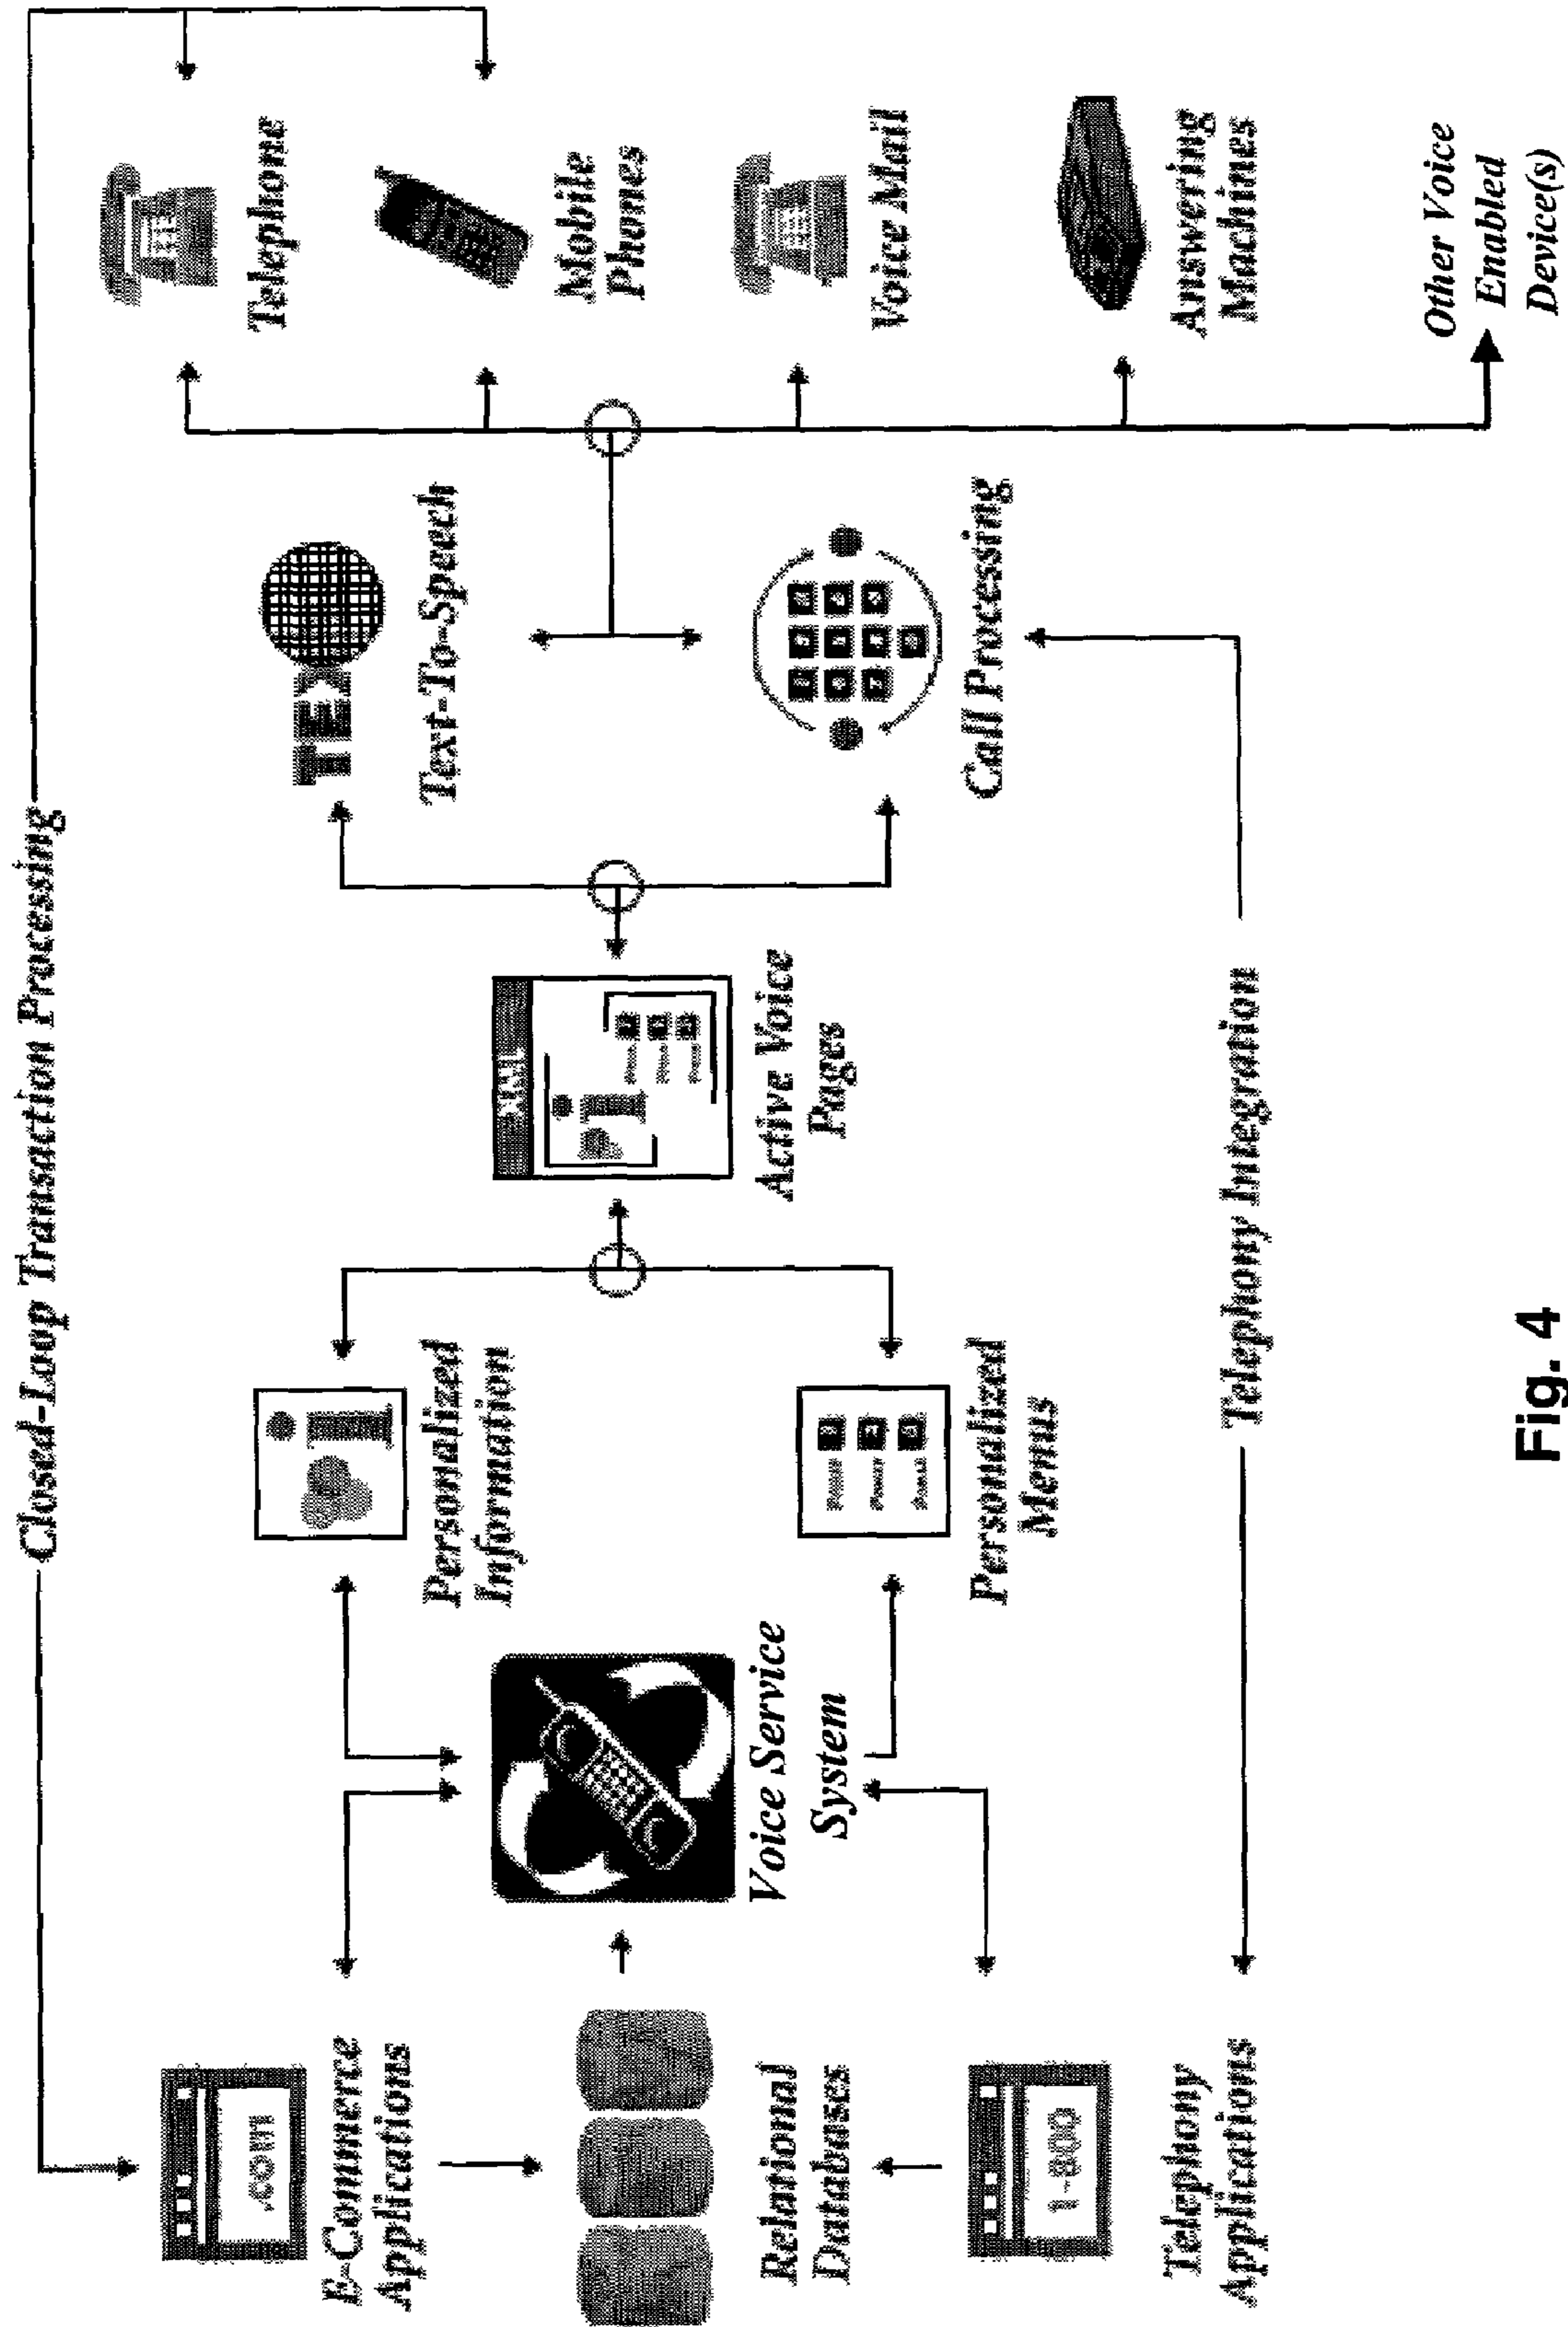 Closed-Loop Transaction Processing
.com
E-Commerce
Applications
Relational
Databases
1-800
Telephony
Applications
Voice Service
System
Personalized
Information
Personalized
Menus
XML
Active Voice
Pages
TEX
Text-To-Speech
Call Processing
Telephony Integration
Telephone
Mobile
Phones
Voice Mail
Answering
Machines
Other Voice
Enabled
Device(s)
Fig. 4